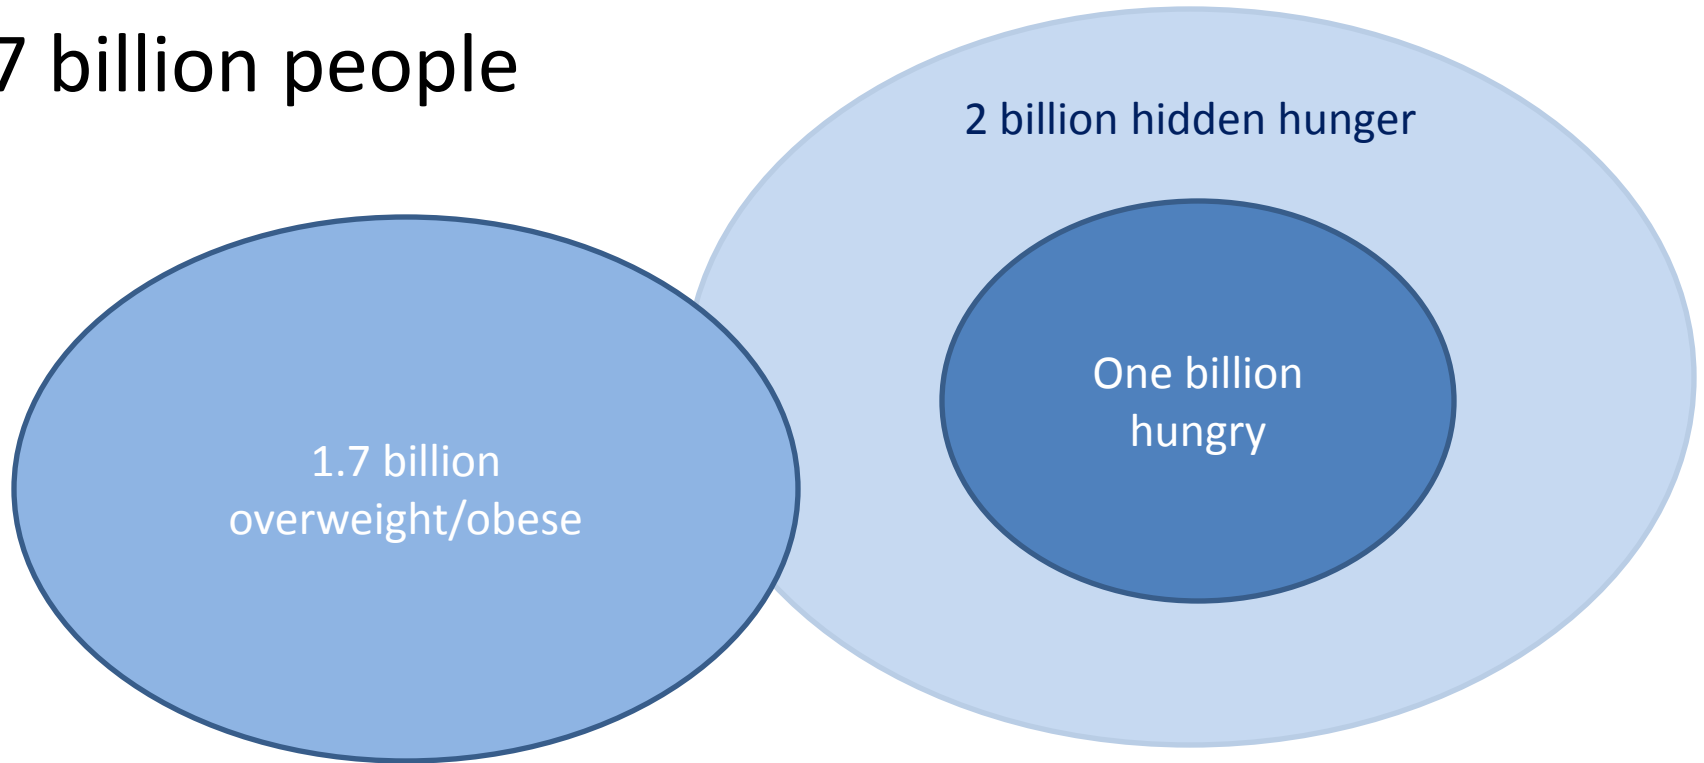 7 billion people
2 billion hidden hunger
One billion
hungry
1.7 billion
overweight/obese